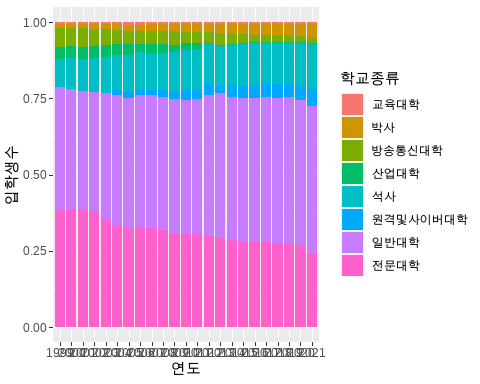 1.00
0.75
0.50
0.25
0.00
입학생수
연도
학교종류
교육대학
박사
방송통신대학
산업대학
석사
원격및사이버대학
일반대학
전문대학